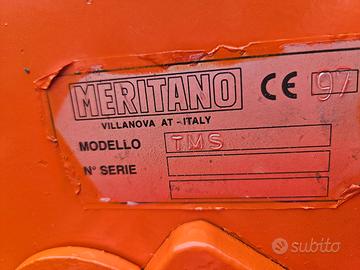 MERITANO CE 97
VILLANOVA AT - ITALY
MODELLO TMS
N° SERIE
subito